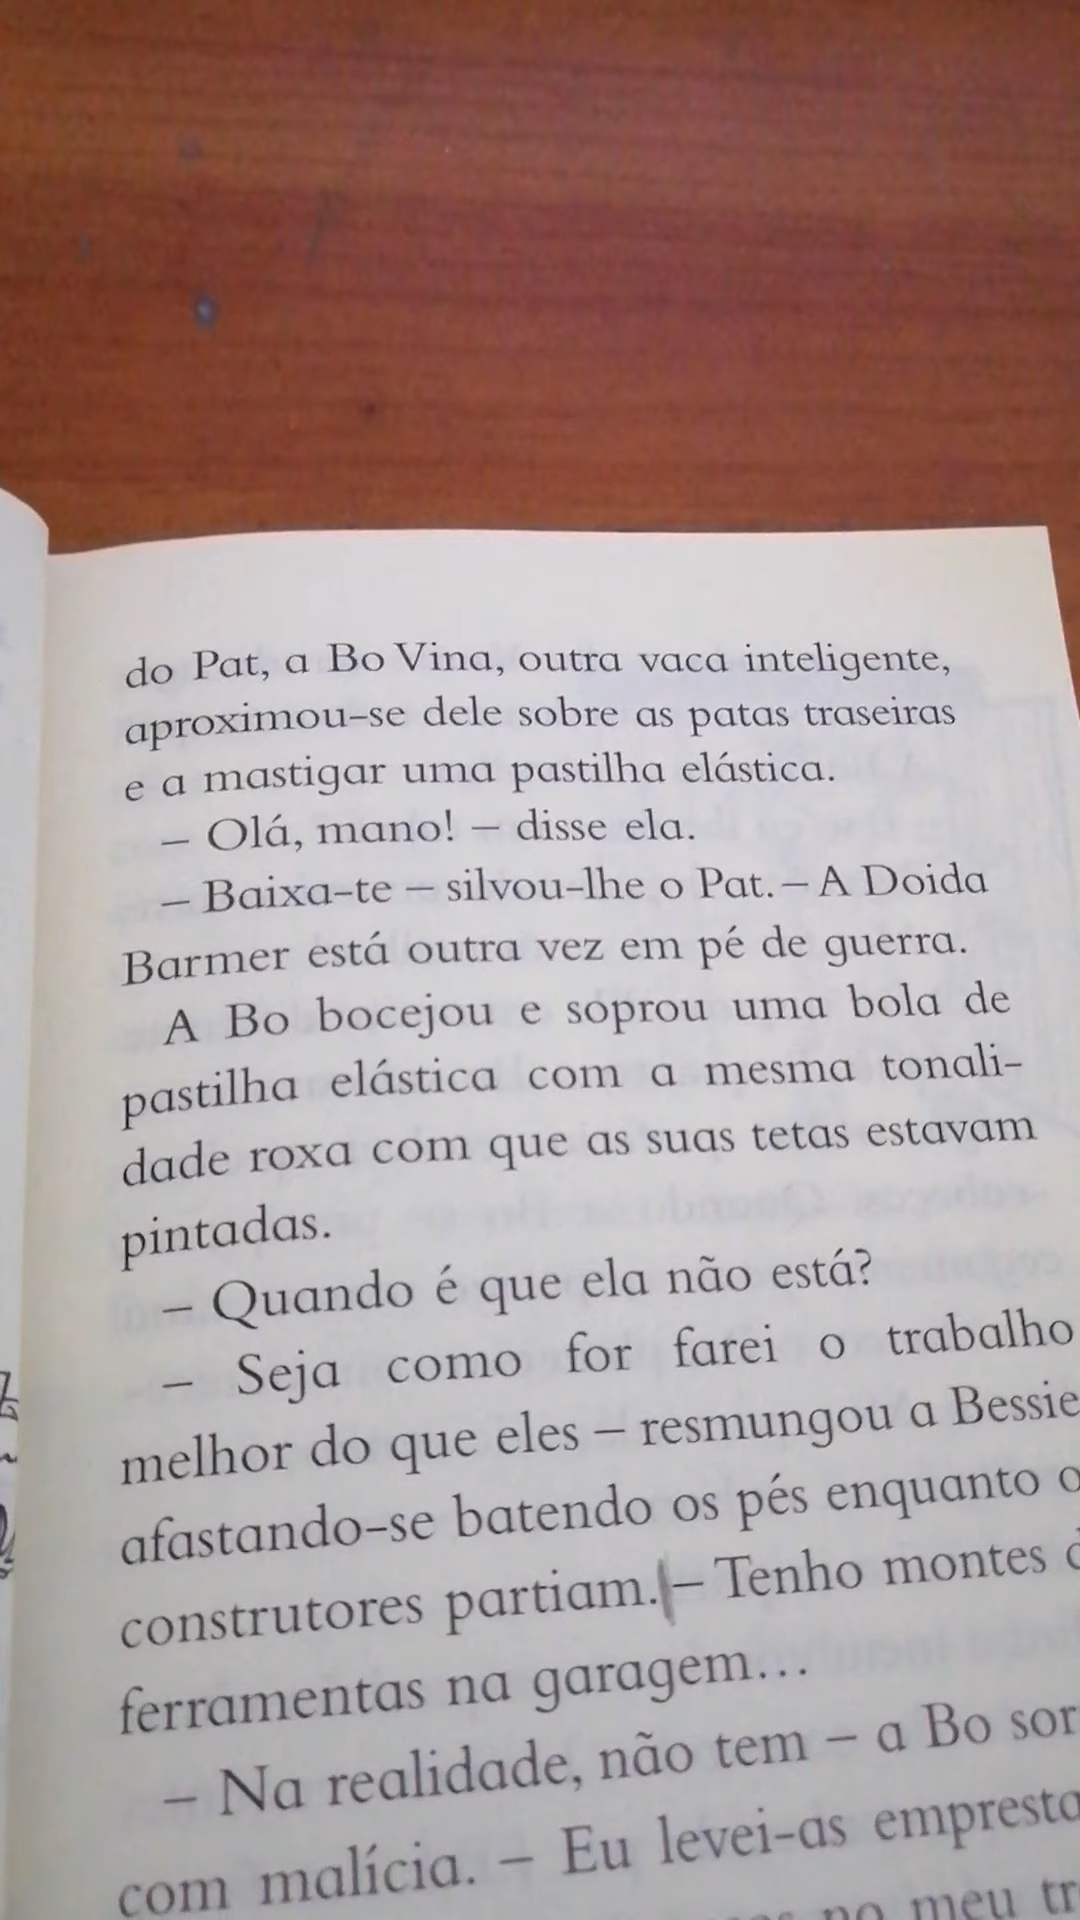 do Pat, a Bo Vina, outra vaca inteligente,
aproximou-se dele sobre as patas traseiras
e a mastigar uma pastilha elástica.
– Olá, mano! – disse ela.
– Baixa-te – silvou-lhe o Pat. – A Doida
Barmer está outra vez em pé de guerra.
A Bo bocejou e soprou uma bola de
pastilha elástica com a mesma tonali-
dade roxa com que as suas tetas estavam
pintadas.
– Quando é que ela não está?
– Seja como for farei o trabalho
melhor do que eles – resmungou a Bessie
afastando-se batendo os pés enquanto
construtores partiam. – Tenho montes
ferramentas na garagem...
– Na realidade, não tem – a Bo
com malícia. – Eu levei-as
no meu